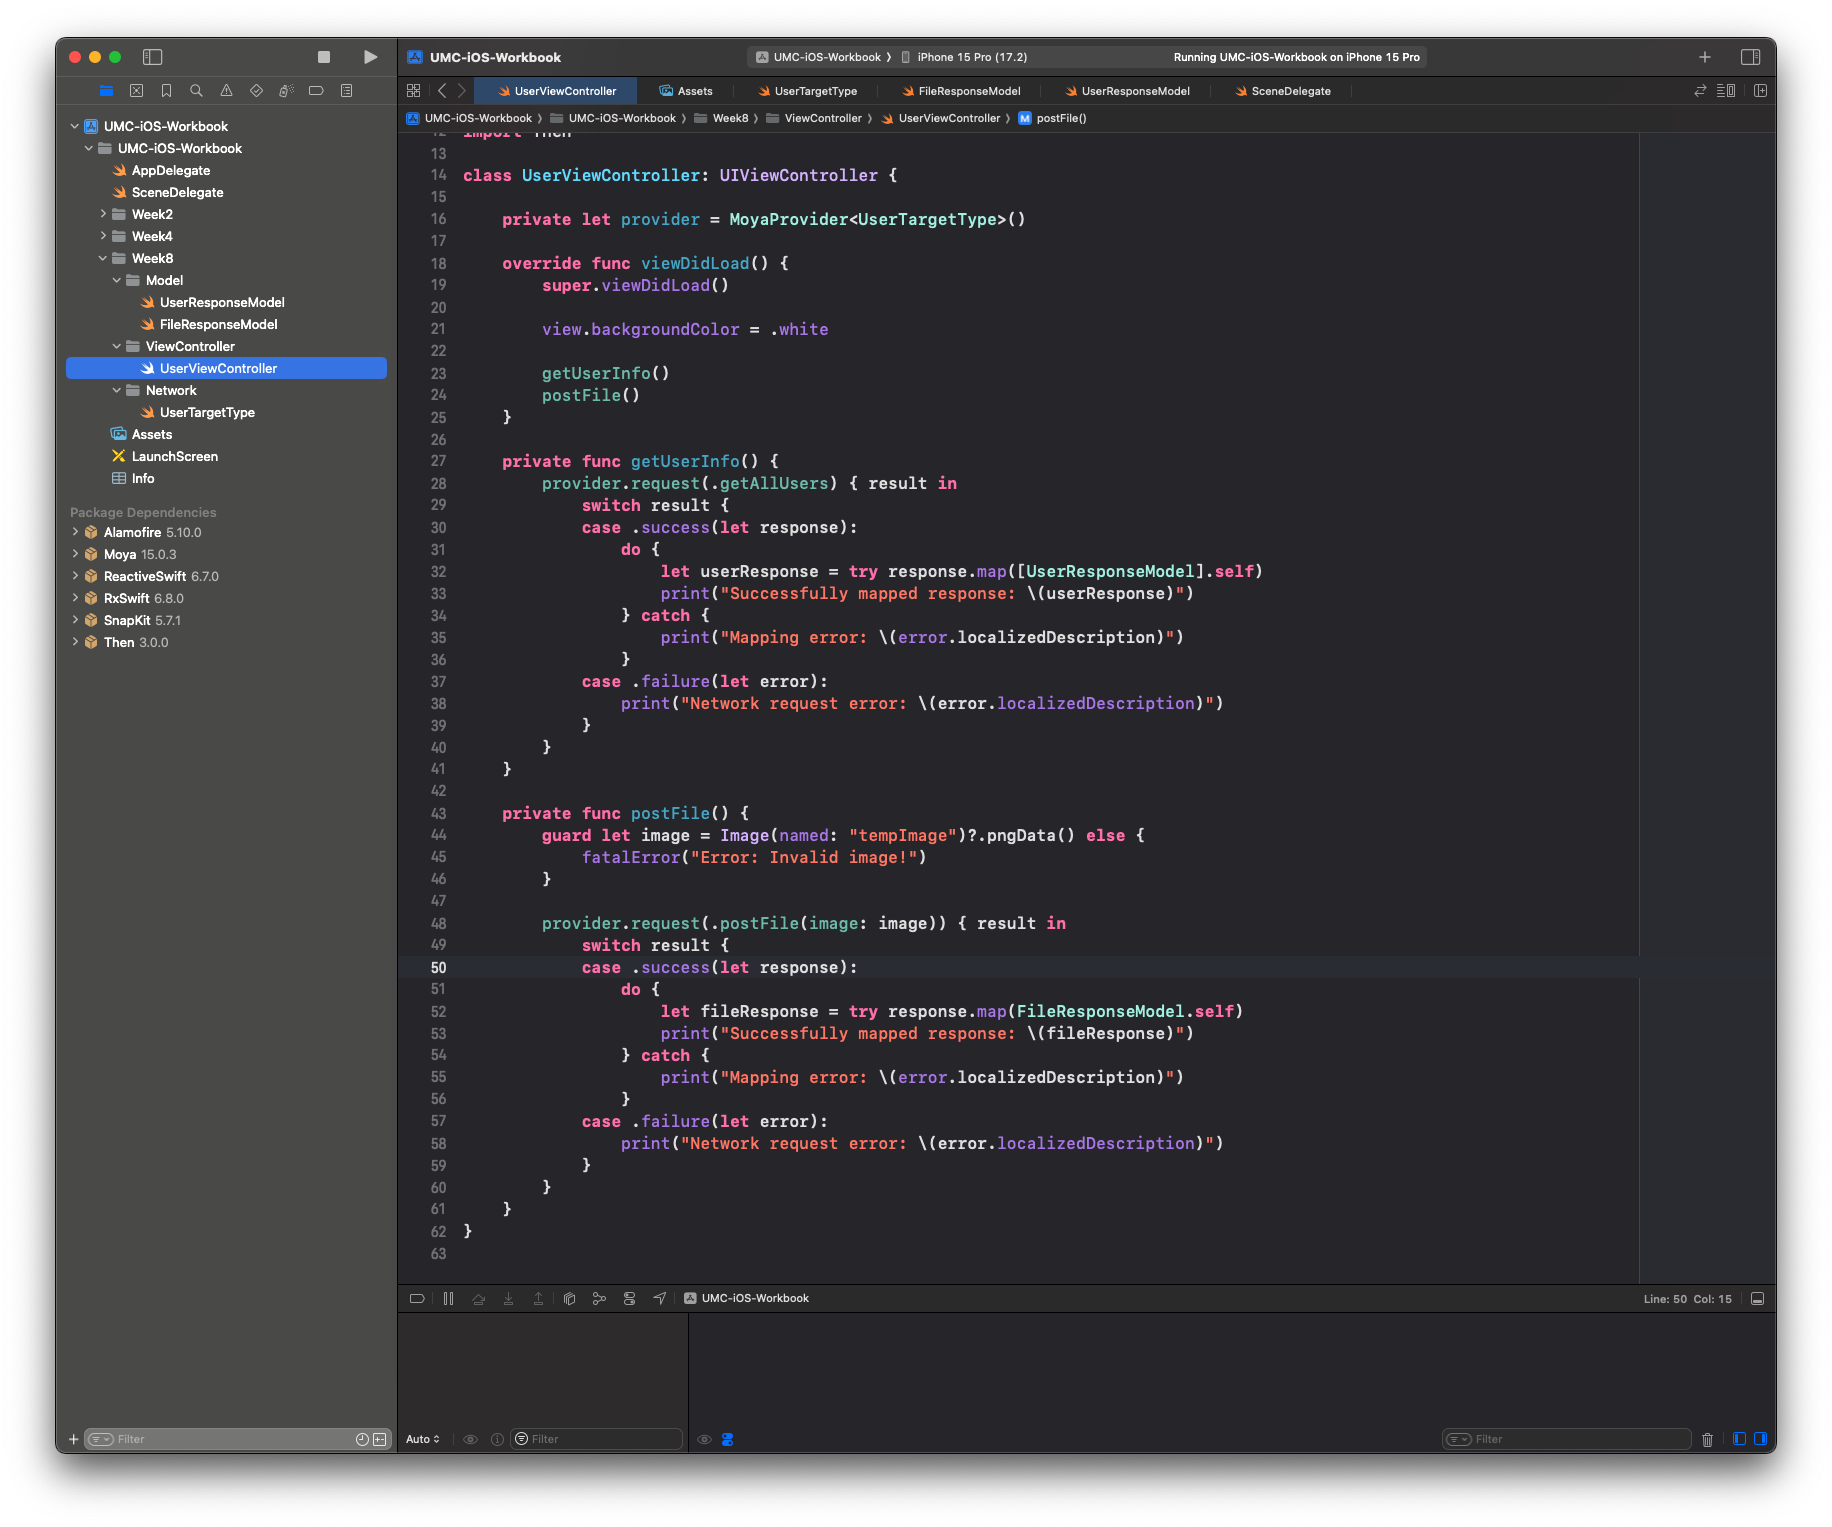 UMC-iOS-Workbook
UMC-iOS-Workbook
AppDelegate
SceneDelegate
Week2
Week4
Week8
Model
UserResponseModel
FileResponseModel
ViewController
UserViewController
Network
UserTargetType
Assets
LaunchScreen
Info
Package Dependencies
Alamofire 5.10.0
Moya 15.0.3
ReactiveSwift 6.7.0
RxSwift 6.8.0
SnapKit 5.7.1
Then 3.0.0
Filter
UMC-iOS-Workbook
UMC-iOS-Workbook 〉 iPhone 15 Pro (17.2)
Running UMC-iOS-Workbook on iPhone 15 Pro
UserViewController Assets UserTargetType FileResponseModel UserResponseModel SceneDelegate
UMC-iOS-Workbook 〉 UMC-iOS-Workbook 〉 Week8 〉 ViewController 〉 UserViewController 〉 M postFile()
12 import Then
13
14 class UserViewController: UIViewController {
15
16     private let provider = MoyaProvider<UserTargetType>()
17
18     override func viewDidLoad() {
19         super.viewDidLoad()
20
21         view.backgroundColor = .white
22
23         getUserInfo()
24         postFile()
25     }
26
27     private func getUserInfo() {
28         provider.request(.getAllUsers) { result in
29             switch result {
30             case .success(let response):
31                 do {
32                     let userResponse = try response.map([UserResponseModel].self)
33                     print("Successfully mapped response: \(userResponse)")
34                 } catch {
35                     print("Mapping error: \(error.localizedDescription)")
36                 }
37             case .failure(let error):
38                 print("Network request error: \(error.localizedDescription)")
39             }
40         }
41     }
42
43     private func postFile() {
44         guard let image = Image(named: "tempImage")?.pngData() else {
45             fatalError("Error: Invalid image!")
46         }
47
48         provider.request(.postFile(image: image)) { result in
49             switch result {
50             case .success(let response):
51                 do {
52                     let fileResponse = try response.map(FileResponseModel.self)
53                     print("Successfully mapped response: \(fileResponse)")
54                 } catch {
55                     print("Mapping error: \(error.localizedDescription)")
56                 }
57             case .failure(let error):
58                 print("Network request error: \(error.localizedDescription)")
59             }
60         }
61     }
62 }
63
UMC-iOS-Workbook
Line: 50 Col: 15
Auto
Filter
Filter